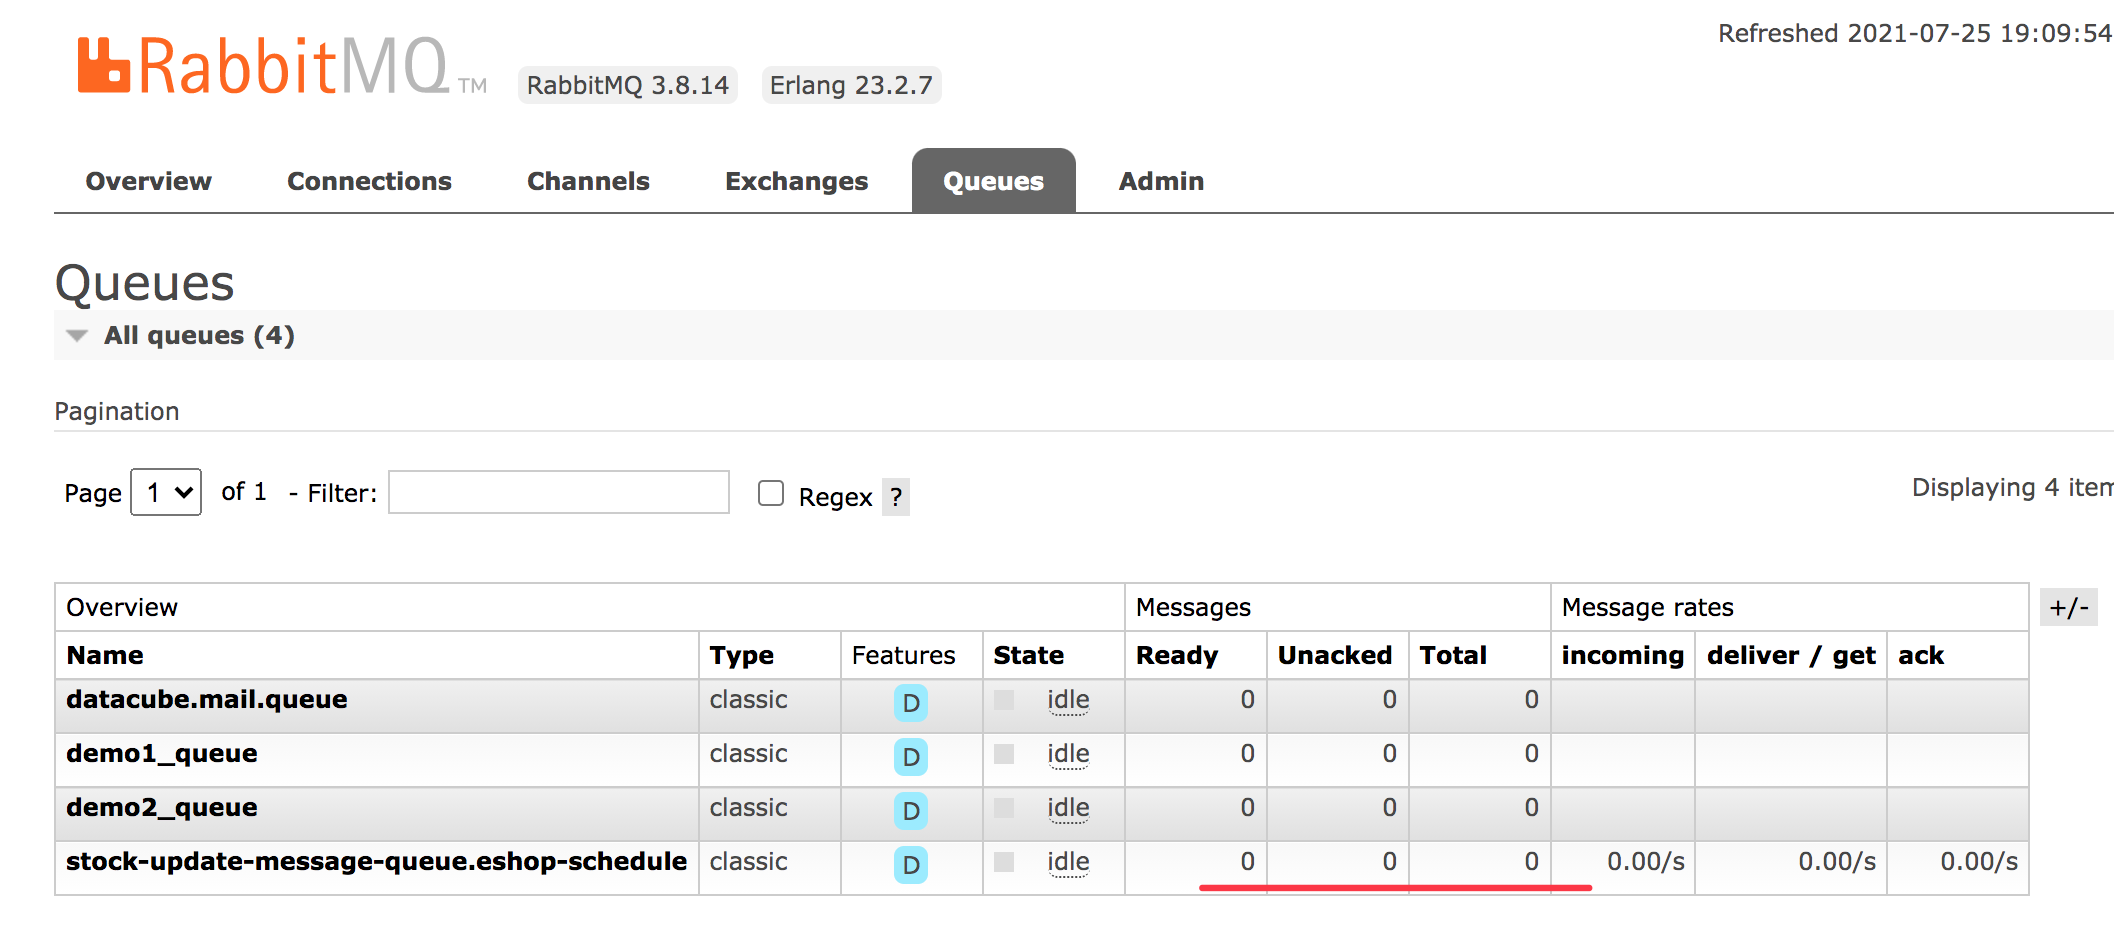 Refreshed 2021-07-25 19:09:54
RabbitMQ TM RabbitMQ 3.8.14 Erlang 23.2.7
Overview Connections Channels Exchanges Queues Admin
Queues
All queues (4)
Pagination
Page 1 of 1 - Filter: Regex ?
Displaying 4 item
Overview Messages Message rates +/-
Name Type Features State Ready Unacked Total incoming deliver / get ack
datacube.mail.queue classic D idle 0 0 0
demo1_queue classic D idle 0 0 0
demo2_queue classic D idle 0 0 0
stock-update-message-queue.eshop-schedule classic D idle 0 0 0 0.00/s 0.00/s 0.00/s